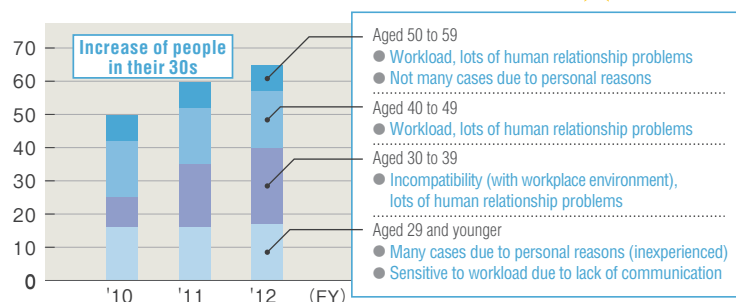 Increase of people
in their 30s
70
60
50
40
30
20
10
0
'10 '11 '12 (FY)
Aged 50 to 59
● Workload, lots of human relationship problems
● Not many cases due to personal reasons
Aged 40 to 49
● Workload, lots of human relationship problems
Aged 30 to 39
● Incompatibility (with workplace environment),
lots of human relationship problems
Aged 29 and younger
● Many cases due to personal reasons (inexperienced)
● Sensitive to workload due to lack of communication